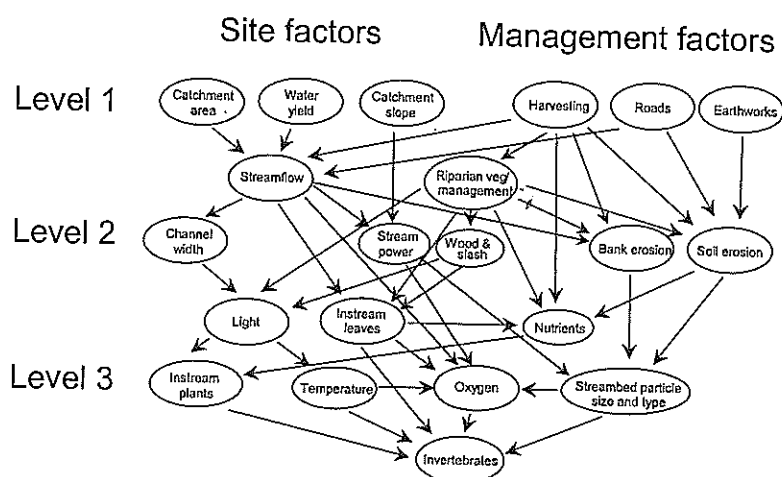 Site factors
Management factors
Level 1
Catchment
area
Water
yield
Catchment
slope
Harvesting
Roads
Earthworks
Streamflow
Riparian veg/
management
Level 2
Channel
width
Stream
power
Wood &
slash
Bank erosion
Soil erosion
Light
Instream
leaves
Nutrients
Level 3
Instream
plants
Temperature
Oxygen
Streambed particle
size and type
Invertebrates